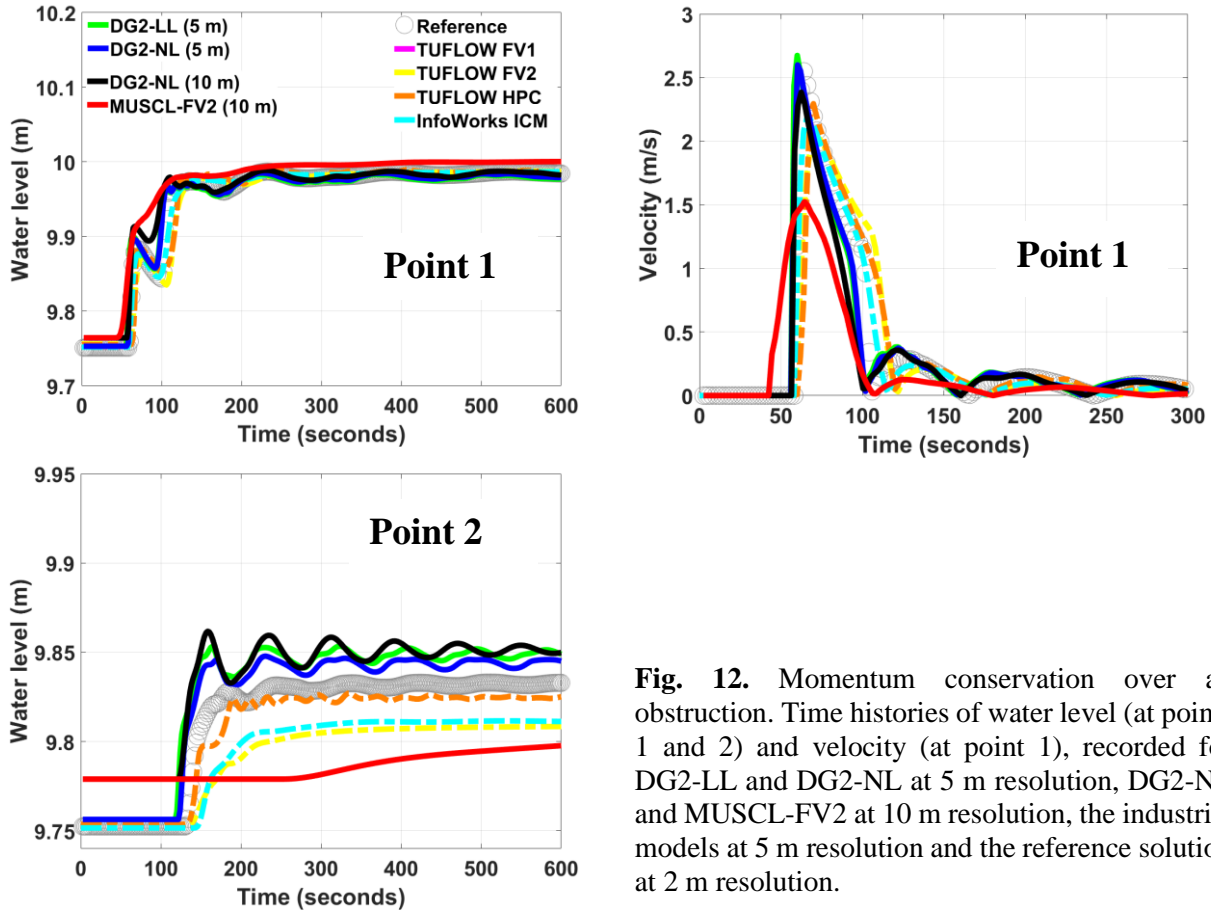 10.2
10.1
10
9.9
9.8
9.7
Water level (m)
DG2-LL (5 m)
DG2-NL (5 m)
DG2-NL (10 m)
MUSCL-FV2 (10 m)
Reference
TUFLOW FV1
TUFLOW FV2
TUFLOW HPC
InfoWorks ICM
Point 1
0 100 200 300 400 500 600
Time (seconds)
3
2.5
2
1.5
1
0.5
0
Velocity (m/s)
Point 1
0 50 100 150 200 250 300
Time (seconds)
9.95
9.9
9.85
9.8
9.75
Water level (m)
Point 2
0 100 200 300 400 500 600
Time (seconds)
Fig. 12. Momentum conservation over a
obstruction. Time histories of water level (at point
1 and 2) and velocity (at point 1), recorded fo
DG2-LL and DG2-NL at 5 m resolution, DG2-N
and MUSCL-FV2 at 10 m resolution, the industri
models at 5 m resolution and the reference solutio
at 2 m resolution.